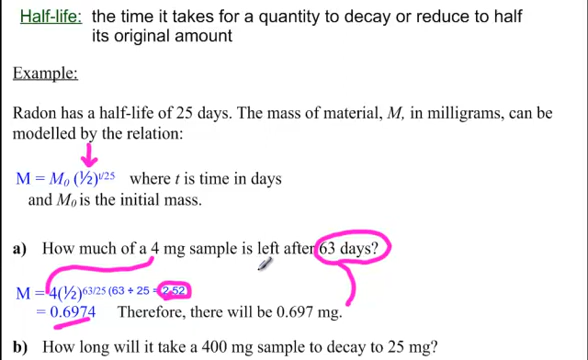 Half-life: the time it takes for a quantity to decay or reduce to half
its original amount
Example:
Radon has a half-life of 25 days. The mass of material, M, in milligrams, can be
modelled by the relation:
M = M₀ (½)ᵗᐟ²⁵ where t is time in days
and M₀ is the initial mass.
a) How much of a 4 mg sample is left after 63 days?
M = 4(½)⁶³ᐟ²⁵ (63 ÷ 25 = 2.52)
= 0.6974 Therefore, there will be 0.697 mg.
b) How long will it take a 400 mg sample to decay to 25 mg?